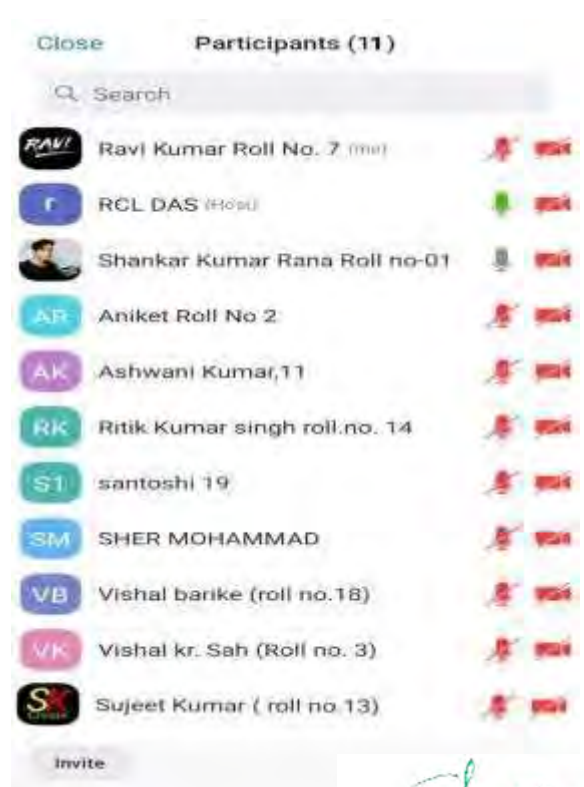 Close Participants (11)
Search
RAVI Ravi Kumar Roll No. 7 (me)
r RCL DAS (Host)
Shankar Kumar Rana Roll no-01
AR Aniket Roll No 2
AK Ashwani Kumar,11
RK Ritik Kumar singh roll.no. 14
S1 santoshi 19
SM SHER MOHAMMAD
VB Vishal barike (roll no.18)
VK Vishal kr. Sah (Roll no. 3)
SK Sujeet Kumar ( roll no 13)
Invite